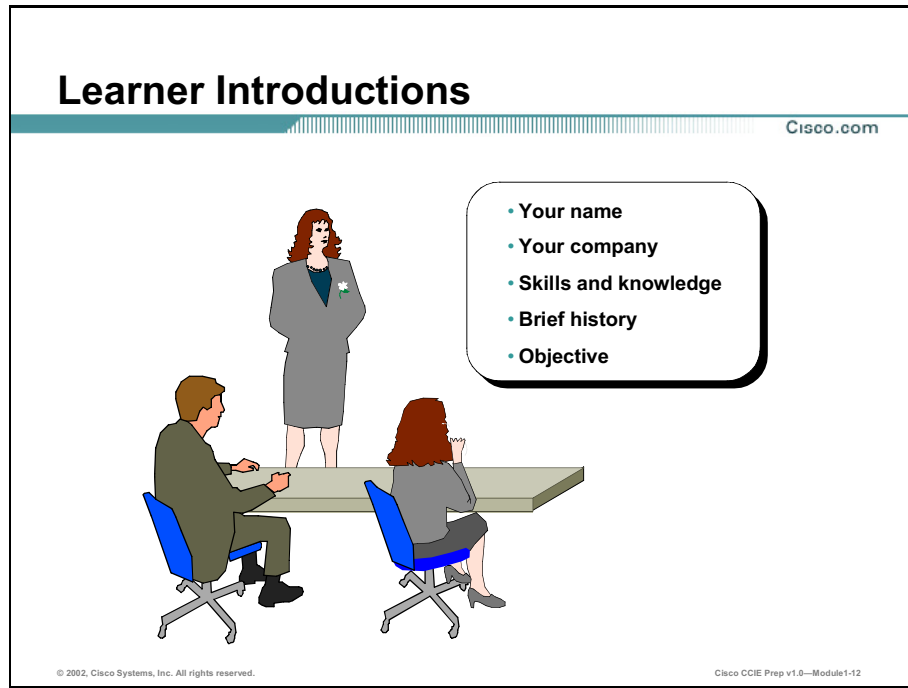 Learner Introductions
Cisco.com
• Your name
• Your company
• Skills and knowledge
• Brief history
• Objective
© 2002, Cisco Systems, Inc. All rights reserved.
Cisco CCIE Prep v1.0—Module1-12